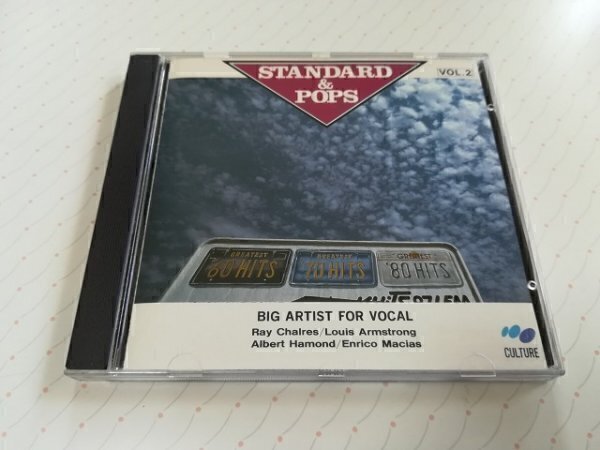 STANDARD
&
POPS
VOL.2
GREATEST
'60 HITS
GREATEST
'70 HITS
'80 HITS
BIG ARTIST FOR VOCAL
Ray Chalres/Louis Armstrong
Albert Hamond/Enrico Macias
CULTURE